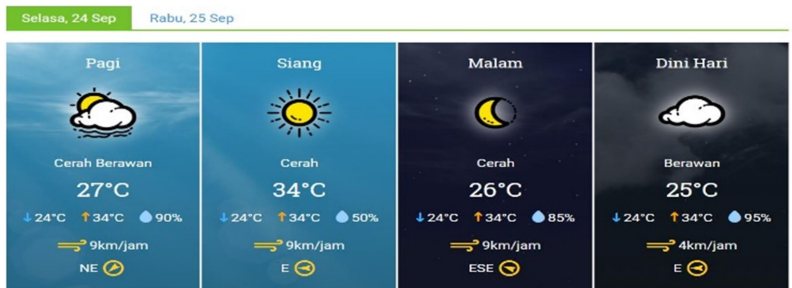 Selasa, 24 Sep Rabu, 25 Sep
Pagi Siang Malam Dini Hari
Cerah Berawan Cerah Cerah Berawan
27°C 34°C 26°C 25°C
24°C 34°C 90% 24°C 34°C 50% 24°C 34°C 85% 24°C 34°C 95%
9km/jam 9km/jam 9km/jam 4km/jam
NE E ESE E